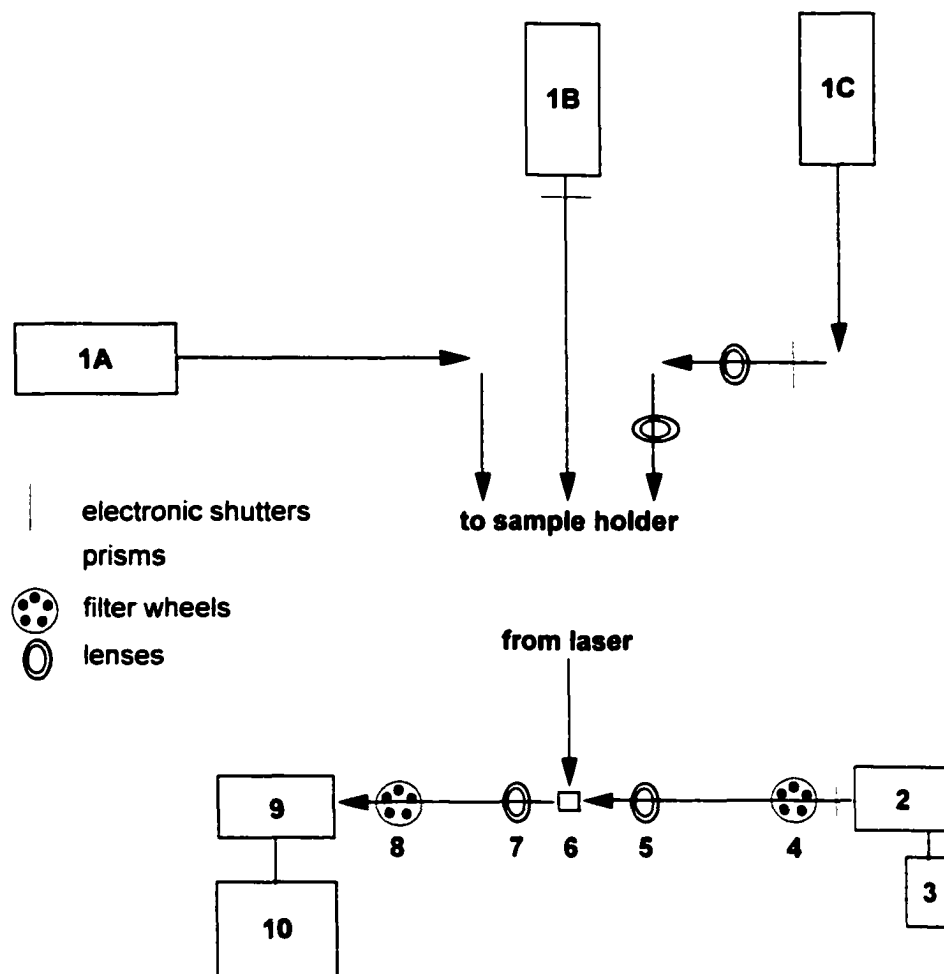 1B
1C
1A
to sample holder
electronic shutters
prisms
filter wheels
lenses
from laser
9
2
8
7
6
5
4
3
10